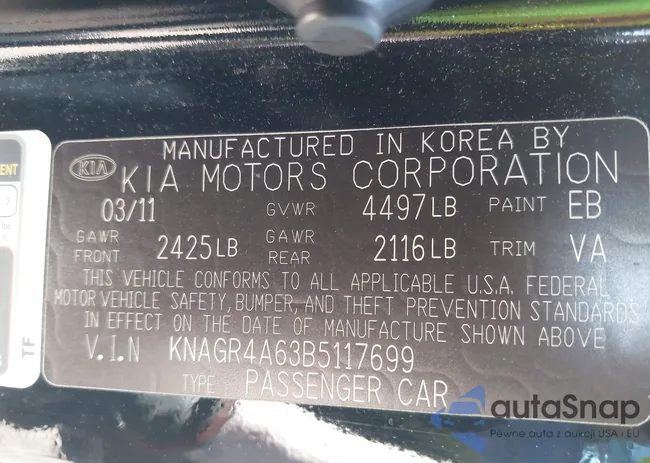 MANUFACTURED IN KOREA BY
KIA KIA MOTORS CORPORATION
03/11 GVWR 4497LB PAINT EB
GAWR FRONT 2425LB GAWR REAR 2116LB TRIM VA
THIS VEHICLE CONFORMS TO ALL APPLICABLE U.S.A. FEDERAL
MOTOR VEHICLE SAFETY, BUMPER, AND THEFT PREVENTION STANDARDS
IN EFFECT ON THE DATE OF MANUFACTURE SHOWN ABOVE
V.I.N KNAGR4A63B5117699
TYPE PASSENGER CAR
TF
autaSnap
Pewne auta z aukcji USA i EU